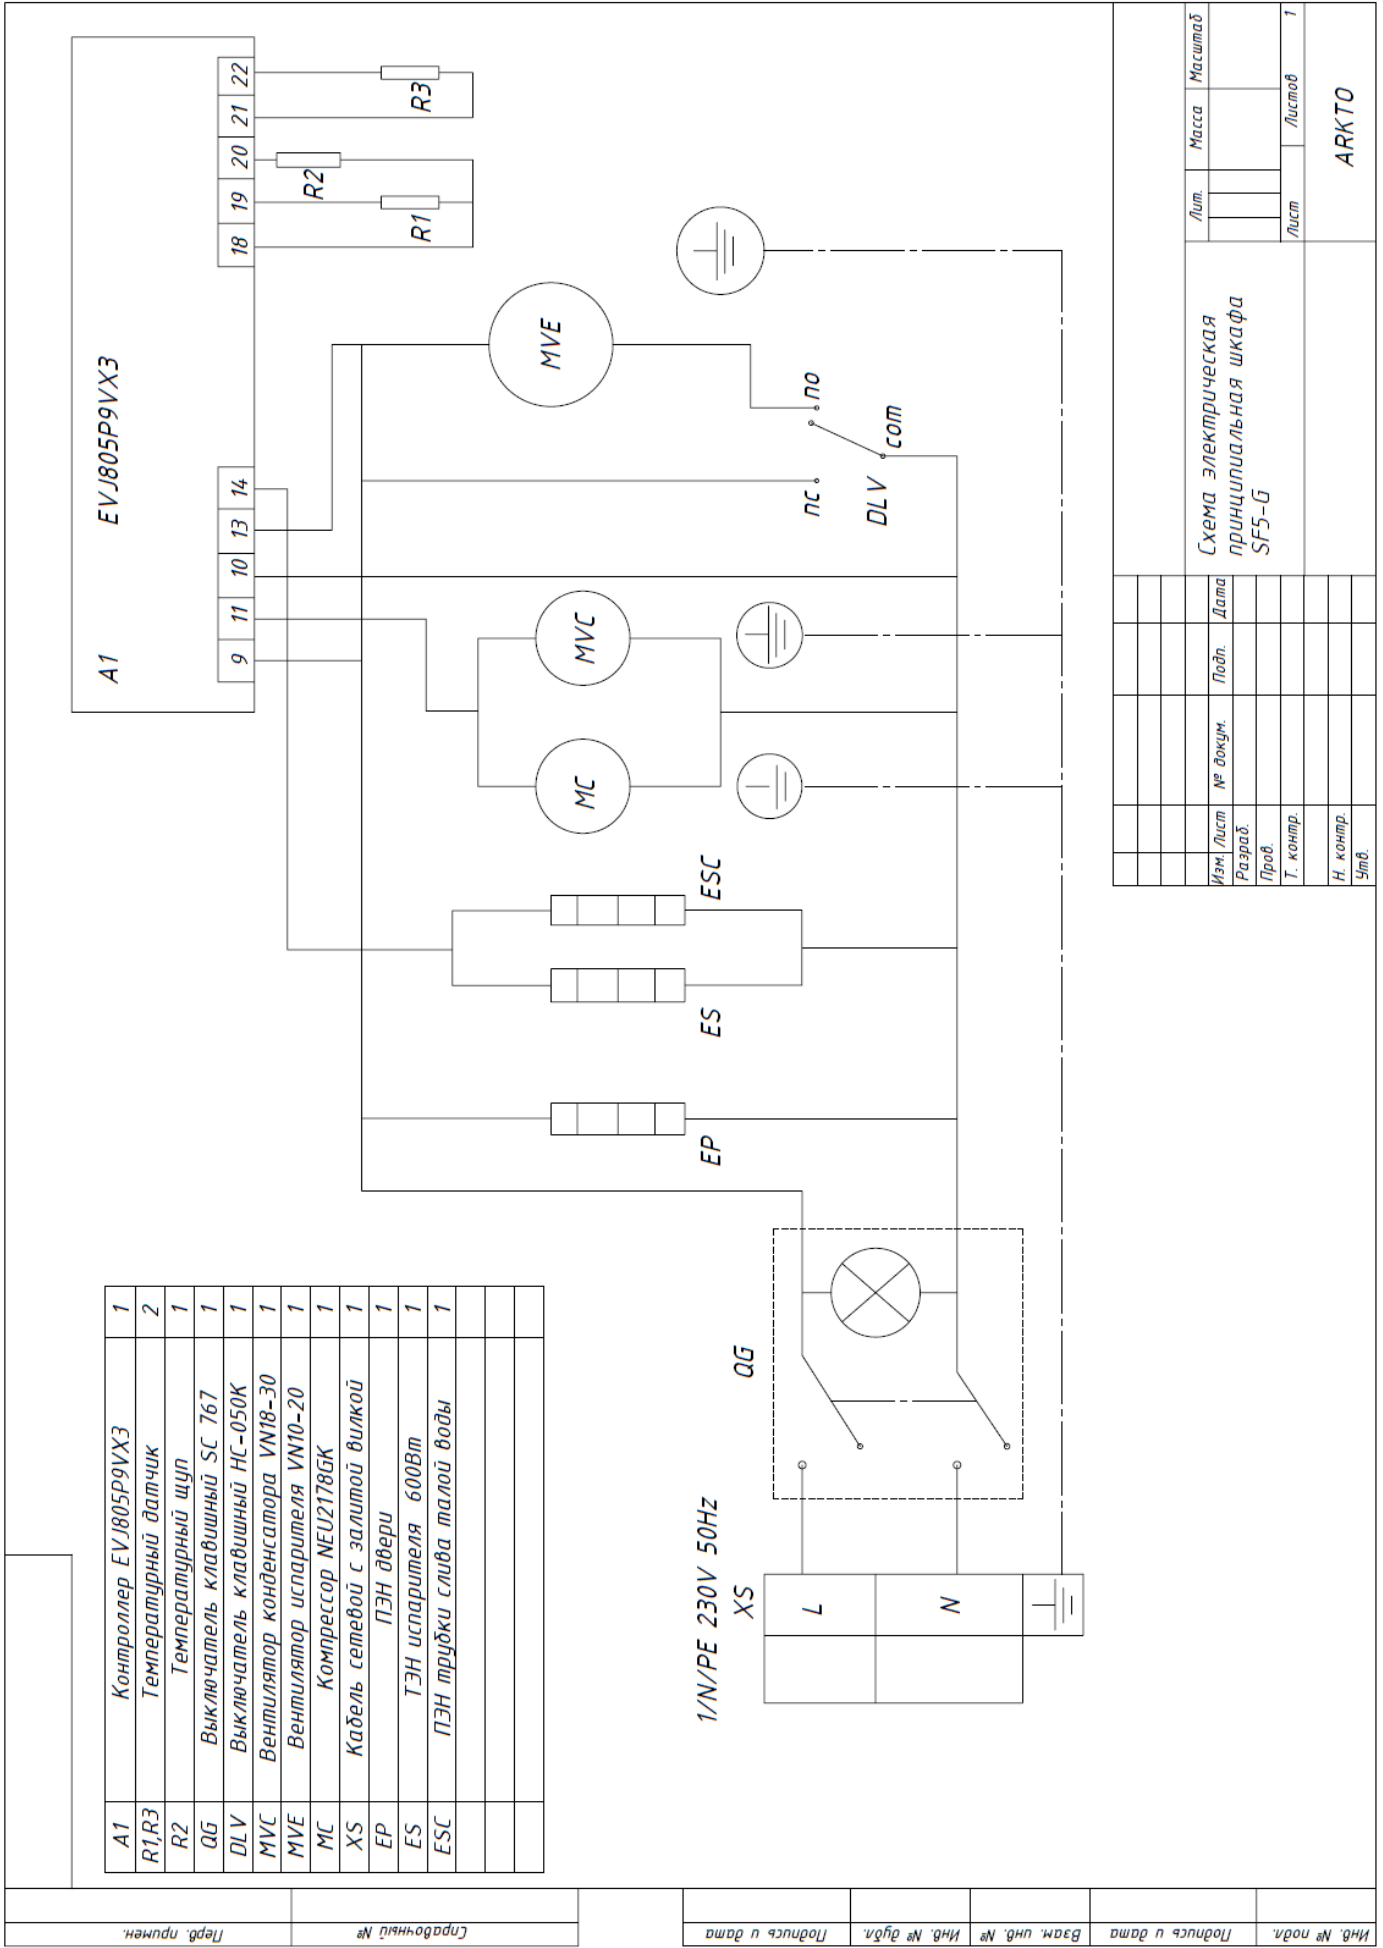 A1 Контроллер EVJ805P9VX3 1
R1,R3 Температурный датчик 2
R2 Температурный щуп 1
QG Выключатель клавишный SC 767 1
DLV Выключатель клавишный HC-050K 1
MVC Вентилятор конденсатора VN18-30 1
MVE Вентилятор испарителя VN10-20 1
MC Компрессор NEU2178GK 1
XS Кабель сетевой с залитой вилкой 1
EP ПЭН двери 1
ES ТЭН испарителя 600Вт 1
ESC ПЭН трубки слива талой воды 1
A1 EVJ805P9VX3
9 11 10 13 14 18 19 20 21 22
R1 R2 R3
MC MVC MVE
EP ES ESC
nc no
DLV com
QG
1/N/PE 230V 50Hz
XS
L
N
Изм. Лист № докум. Подп. Дата
Разраб.
Пров.
Т. контр.
Н. контр.
Утв.
Схема электрическая
принципиальная шкафа
SF5-G
Лит. Масса Масштаб
Лист Листов 1
ARKTO
Перв. примен.
Справочный №
Подпись и дата
Инв. № дубл.
Взам. инв. №
Подпись и дата
Инв. № подл.